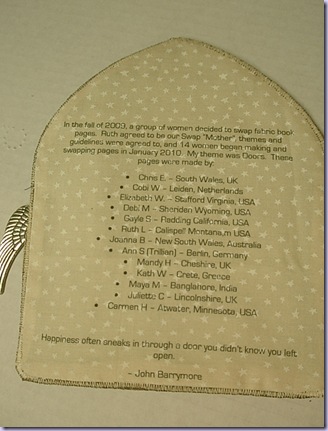 In the fall of 2009, a group of women decided to swap fabric book
pages. Ruth agreed to be our Swap "Mother", themes and
guidelines were agreed to, and 14 women began making and
swapping pages in January 2010. My theme was Doors. These
pages were made by:
• Chris E – South Wales, UK
• Cobi W – Leiden, Netherlands
• Elizabeth W. – Stafford Virginia, USA
• Deb M – Sheridan Wyoming, USA
• Gayle S – Redding California, USA
• Ruth L – Calispell Montana USA
• Joanna B – New South Wales, Australia
• Ann S (Trillian) – Berlin, Germany
• Mandy H – Cheshire, UK
• Kath W – Crete, Greece
• Maya M – Banglanore, India
• Juliette C – Lincolnshire, UK
• Carmen H – Atwater, Minnesota, USA
Happiness often sneaks in through a door you didn't know you left
open.
~ John Barrymore